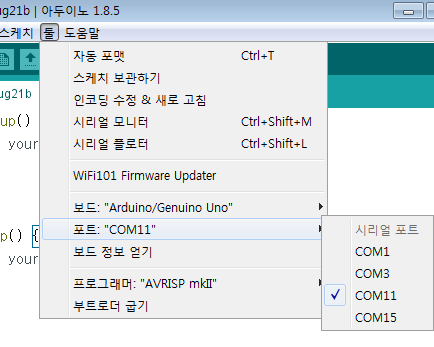 ug21b | 아두이노 1.8.5
스케치 툴 도움말
자동 포맷 Ctrl+T
스케치 보관하기
ug21b
인코딩 수정 & 새로 고침
up()
시리얼 모니터 Ctrl+Shift+M
your
시리얼 플로터 Ctrl+Shift+L
WiFi101 Firmware Updater
보드: "Arduino/Genuino Uno"
p() {
포트: "COM11"
시리얼 포트
your
보드 정보 얻기
COM1
프로그래머: "AVRISP mkII"
COM3
부트로더 굽기
COM11
COM15